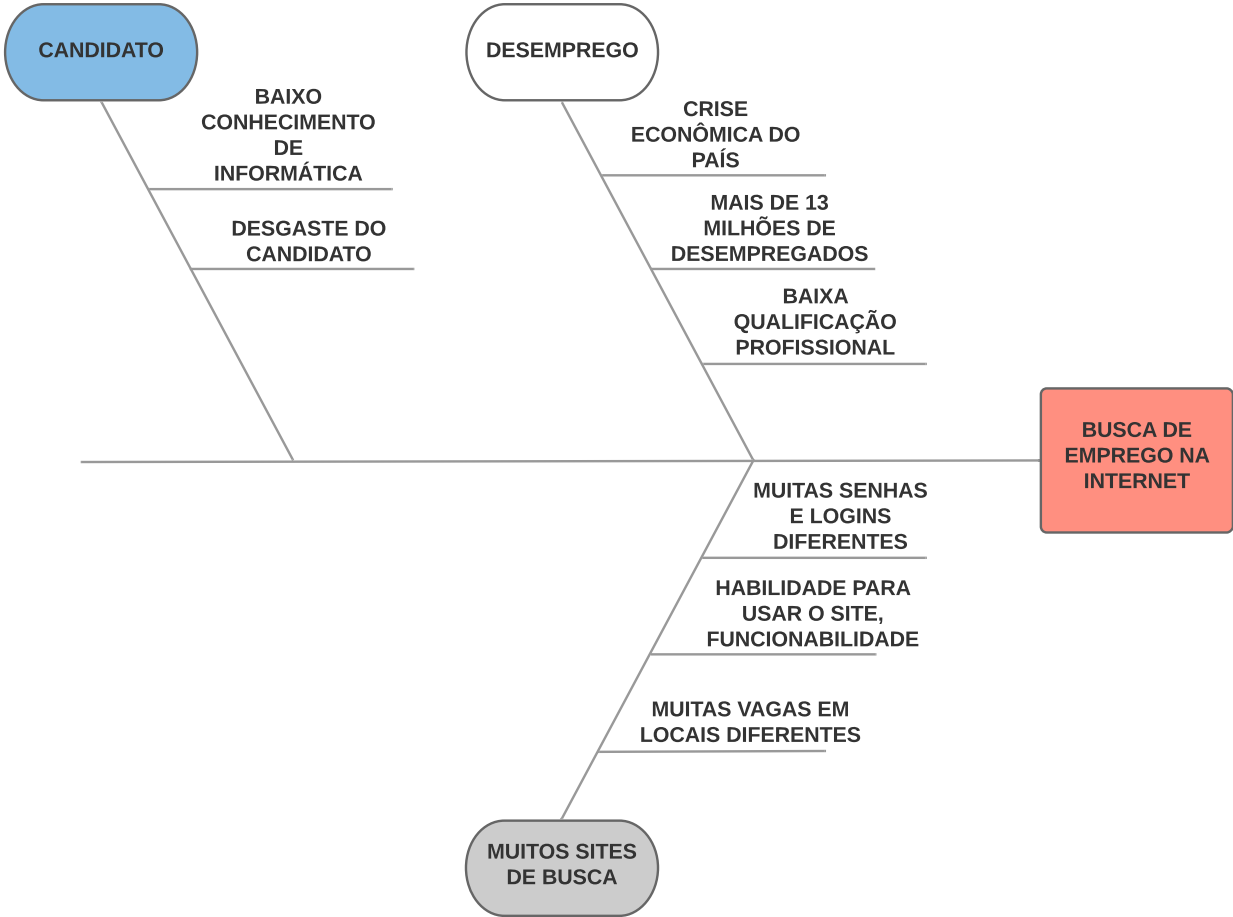 CANDIDATO
BAIXO
CONHECIMENTO
DE
INFORMÁTICA
DESGASTE DO
CANDIDATO
DESEMPREGO
CRISE
ECONÔMICA DO
PAÍS
MAIS DE 13
MILHÕES DE
DESEMPREGADOS
BAIXA
QUALIFICAÇÃO
PROFISSIONAL
BUSCA DE
EMPREGO NA
INTERNET
MUITAS SENHAS
E LOGINS
DIFERENTES
HABILIDADE PARA
USAR O SITE,
FUNCIONABILIDADE
MUITAS VAGAS EM
LOCAIS DIFERENTES
MUITOS SITES
DE BUSCA